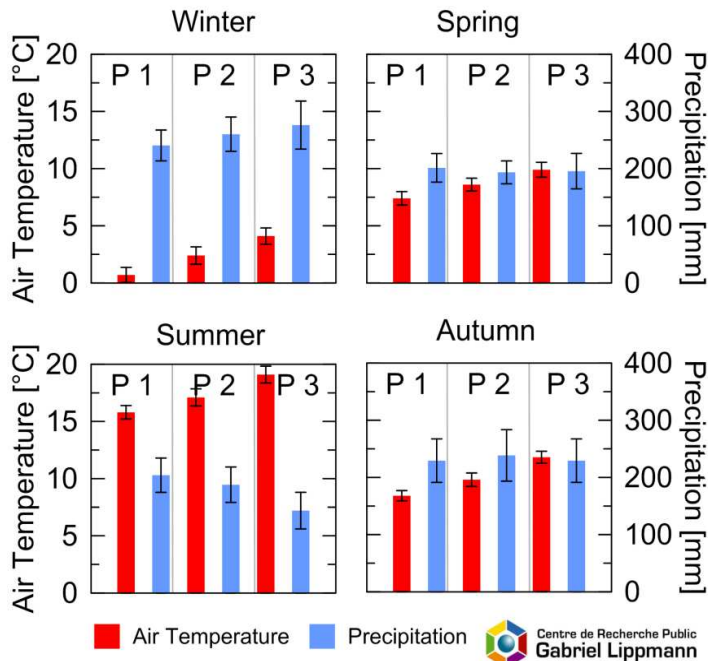 Winter
Spring
Air Temperature [°C]
20
15
10
5
0
P 1 P 2 P 3
P 1 P 2 P 3
400
300
200
100
0
Precipitation [mm]
Summer
Autumn
Air Temperature [°C]
20
15
10
5
0
P 1 P 2 P 3
P 1 P 2 P 3
400
300
200
100
0
Precipitation [mm]
Air Temperature
Precipitation
Centre de Recherche Public
Gabriel Lippmann